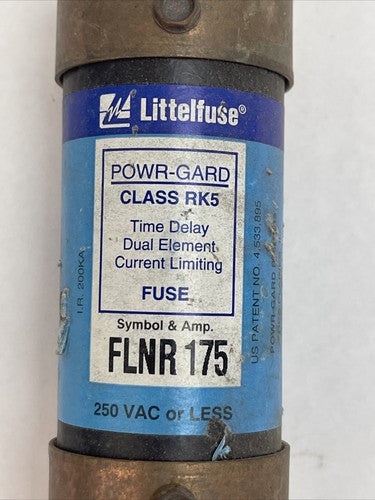 Littelfuse®
POWR-GARD
CLASS RK5
Time Delay
Dual Element
Current Limiting
FUSE
Symbol & Amp.
FLNR 175
250 VAC or LESS
I.R. 200KA
US PATENT NO. 4,533,895
POWR-GARD